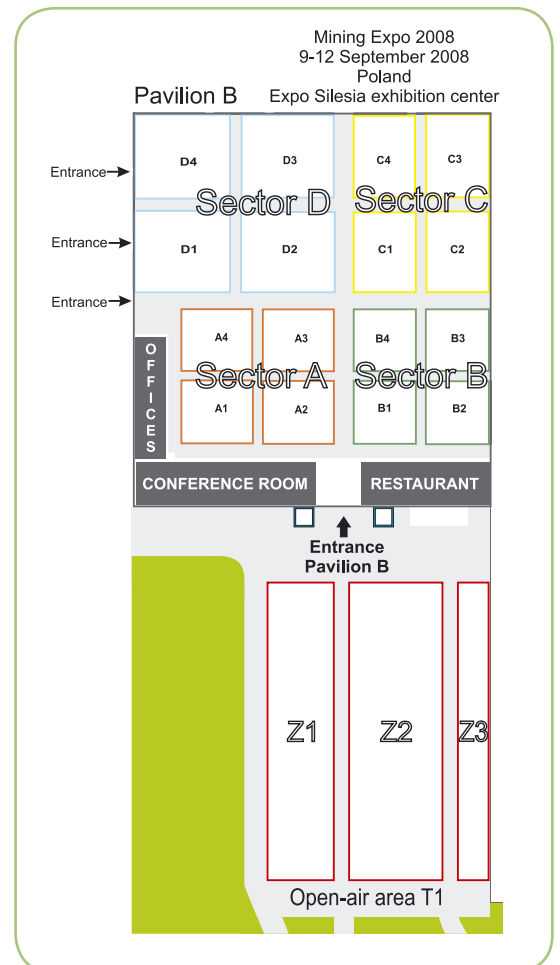 Mining Expo 2008
9-12 September 2008
Poland
Expo Silesia exhibition center
Pavilion B
D4
D3
C4
C3
Entrance
Sector D
Sector C
Entrance
D1
D2
C1
C2
Entrance
A4
A3
B4
B3
OFFICES
Sector A
Sector B
A1
A2
B1
B2
CONFERENCE ROOM
RESTAURANT
Entrance
Pavilion B
Z1
Z2
Z3
Open-air area T1